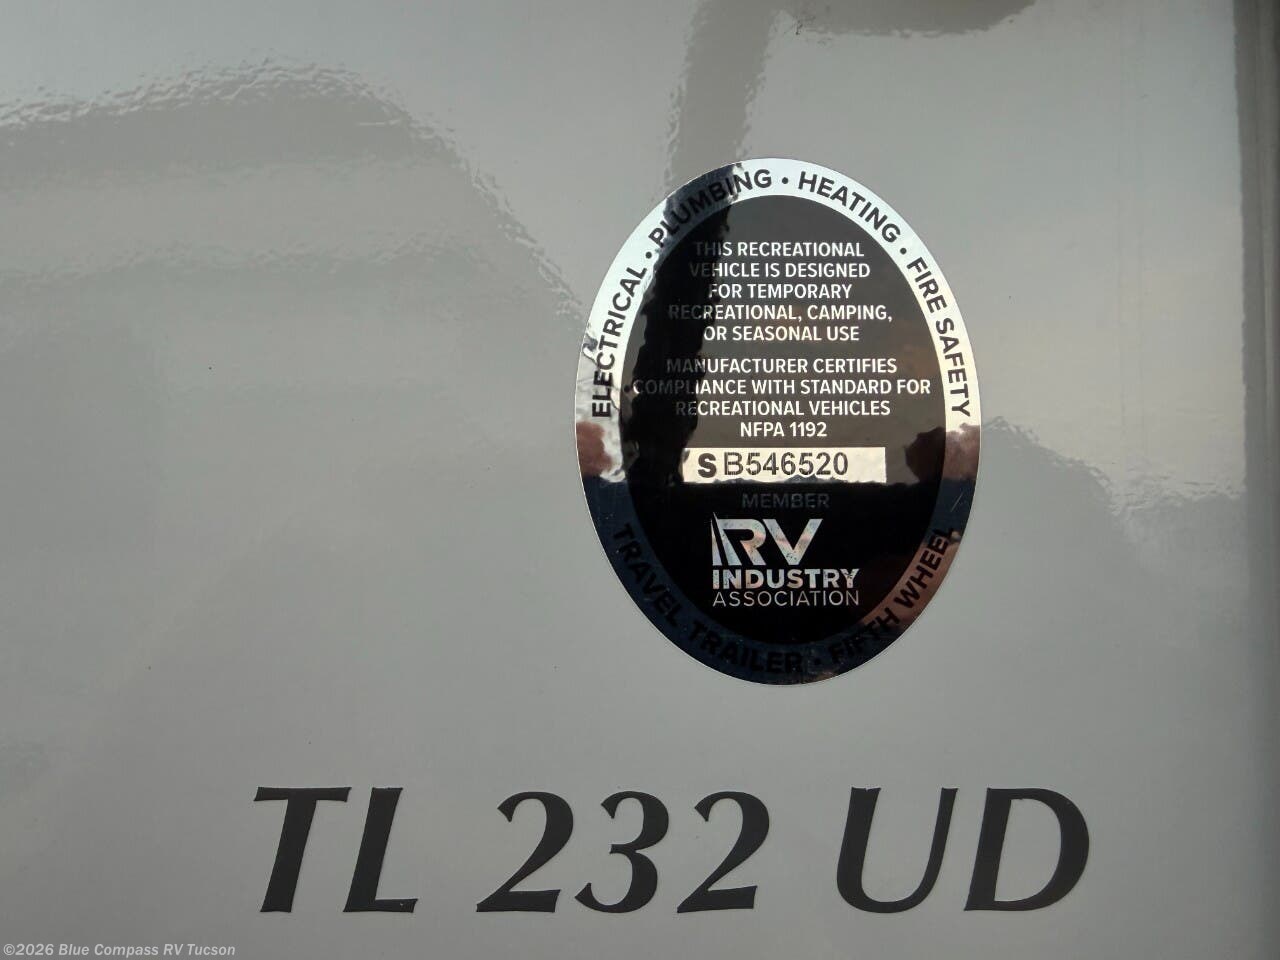 ELECTRICAL • PLUMBING • HEATING • FIRE SAFETY
THIS RECREATIONAL
VEHICLE IS DESIGNED
FOR TEMPORARY
RECREATIONAL, CAMPING,
OR SEASONAL USE
MANUFACTURER CERTIFIES
COMPLIANCE WITH STANDARD FOR
RECREATIONAL VEHICLES
NFPA 1192
S B546520
MEMBER
RV
INDUSTRY
ASSOCIATION
TRAVEL TRAILER • FIFTH WHEEL
TL 232 UD
©2026 Blue Compass RV Tucson